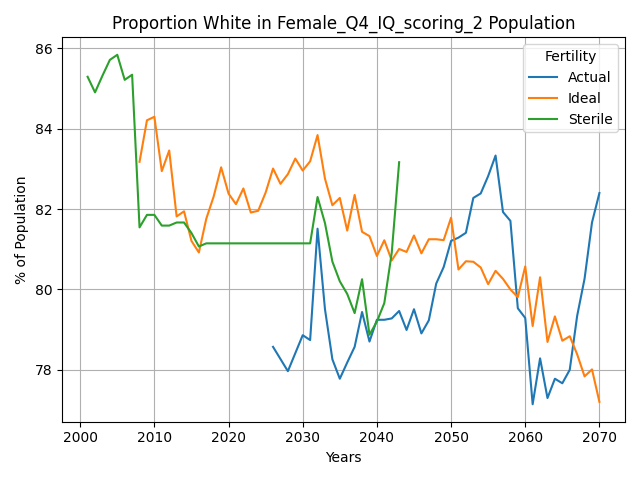 Proportion White in Female_Q4_IQ_scoring_2 Population
% of Population
86
84
82
80
78
Fertility
Actual
Ideal
Sterile
2000 2010 2020 2030 2040 2050 2060 2070
Years